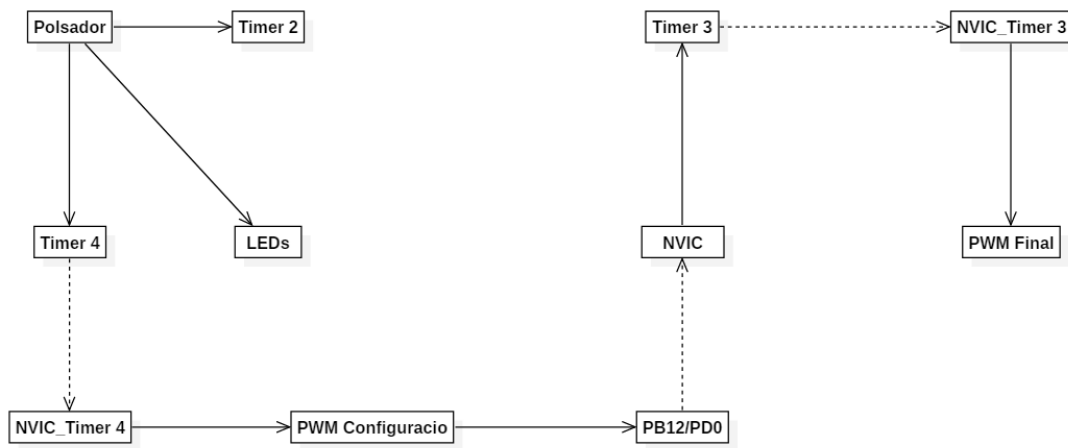 Polsador
Timer 2
Timer 3
NVIC_Timer 3
Timer 4
LEDs
NVIC
PWM Final
NVIC_Timer 4
PWM Configuracio
PB12/PD0